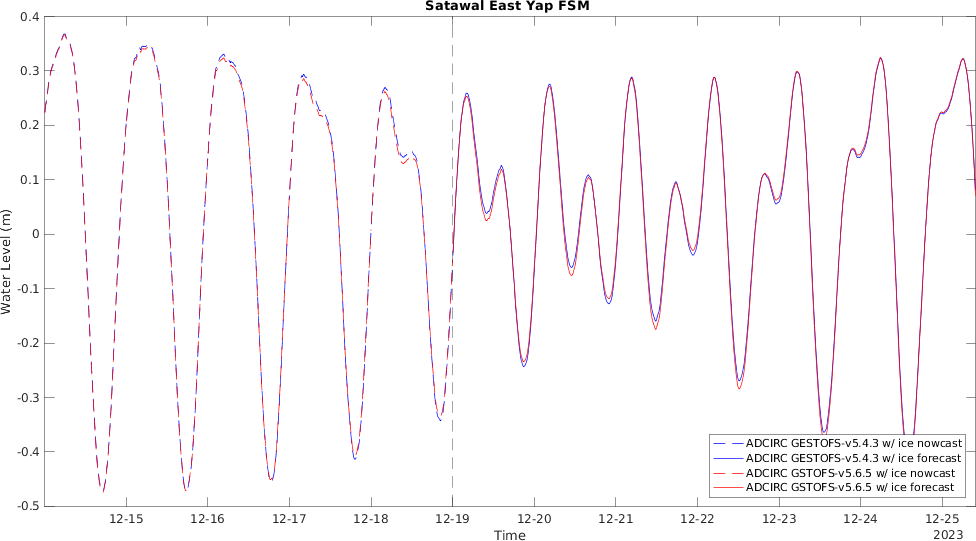 Satawal East Yap FSM
0.4
0.3
0.2
0.1
0
-0.1
-0.2
-0.3
-0.4
-0.5
Water Level (m)
ADCIRC GESTOFS-v5.4.3 w/ ice nowcast
ADCIRC GESTOFS-v5.4.3 w/ ice forecast
ADCIRC GSTOFS-v5.6.5 w/ ice nowcast
ADCIRC GSTOFS-v5.6.5 w/ ice forecast
12-15 12-16 12-17 12-18 12-19 12-20 12-21 12-22 12-23 12-24 12-25
Time
2023